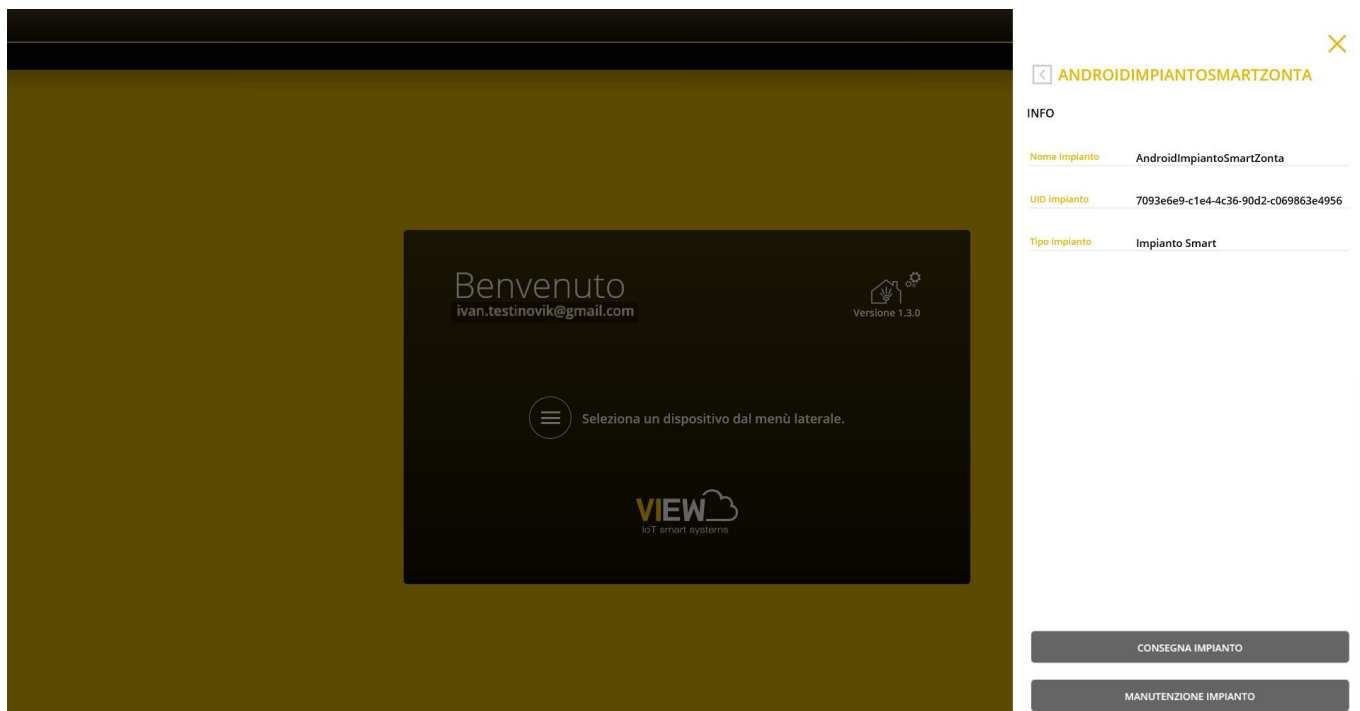 ANDROIDIMPIANTOSMARTZONTA
INFO
Nome impianto AndroidImpiantoSmartZonta
UID impianto 7093e6e9-c1e4-4c36-90d2-c069863e4956
Tipo impianto Impianto Smart
Benvenuto
ivan.testinovik@gmail.com
Versione 1.3.0
Seleziona un dispositivo dal menù laterale.
VIEW
IoT smart systems
CONSEGNA IMPIANTO
MANUTENZIONE IMPIANTO